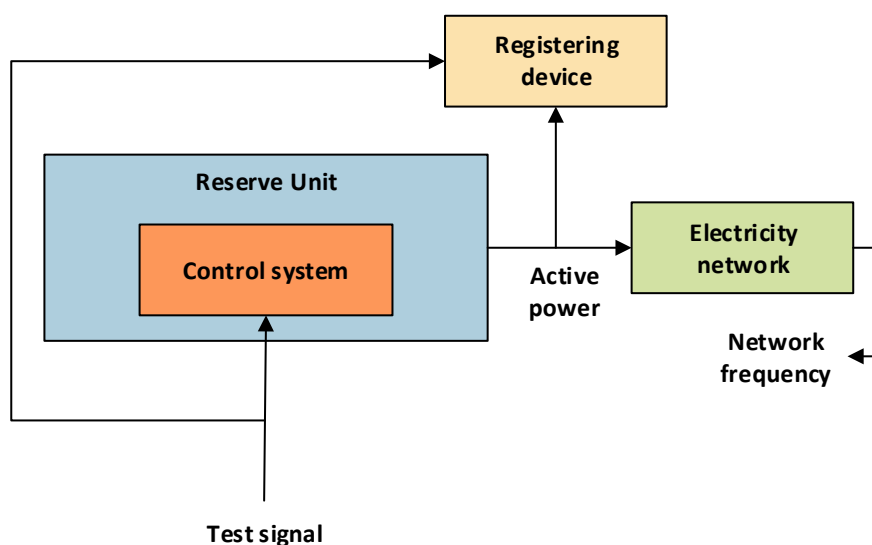 Registering
device
Reserve Unit
Control system
Electricity
network
Active
power
Network
frequency
Test signal